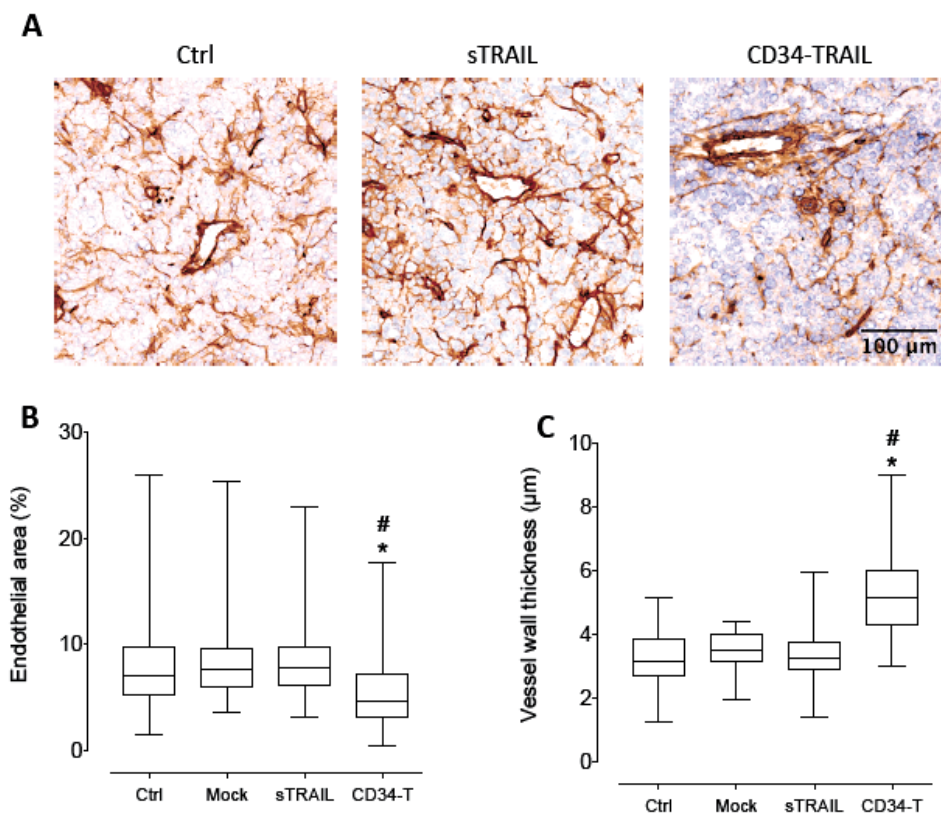 A
Ctrl
sTRAIL
CD34-TRAIL
100 µm
B
Endothelial area (%)
30
20
10
0
#
*
Ctrl
Mock
sTRAIL
CD34-T
C
Vessel wall thickness (µm)
10
8
6
4
2
0
#
*
Ctrl
Mock
sTRAIL
CD34-T